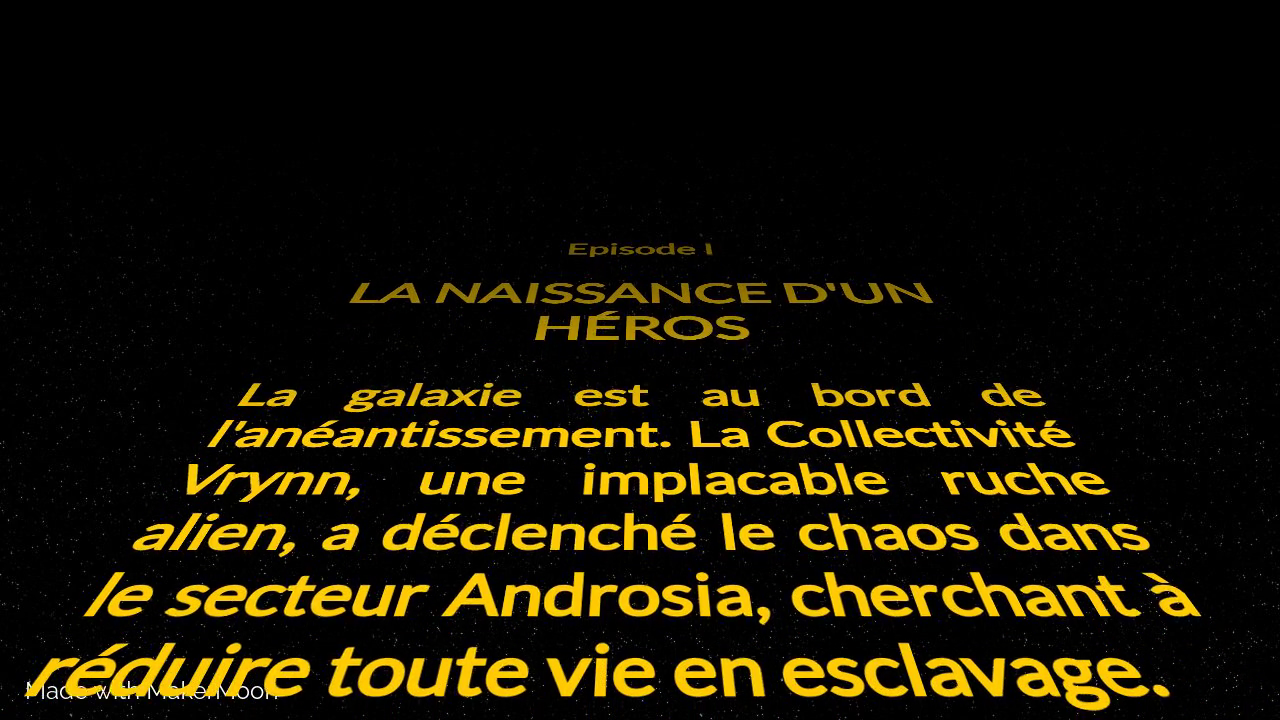 Episode I
LA NAISSANCE D'UN
HÉROS
La galaxie est au bord de
l'anéantissement. La Collectivité
Vrynn, une implacable ruche
alien, a déclenché le chaos dans
le secteur Androsia, cherchant à
réduire toute vie en esclavage.
Made with MakerMoon